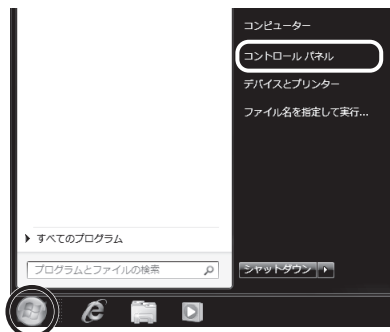 コンピューター
コントロール パネル
デバイスとプリンター
ファイル名を指定して実行...
すべてのプログラム
プログラムとファイルの検索
シャットダウン